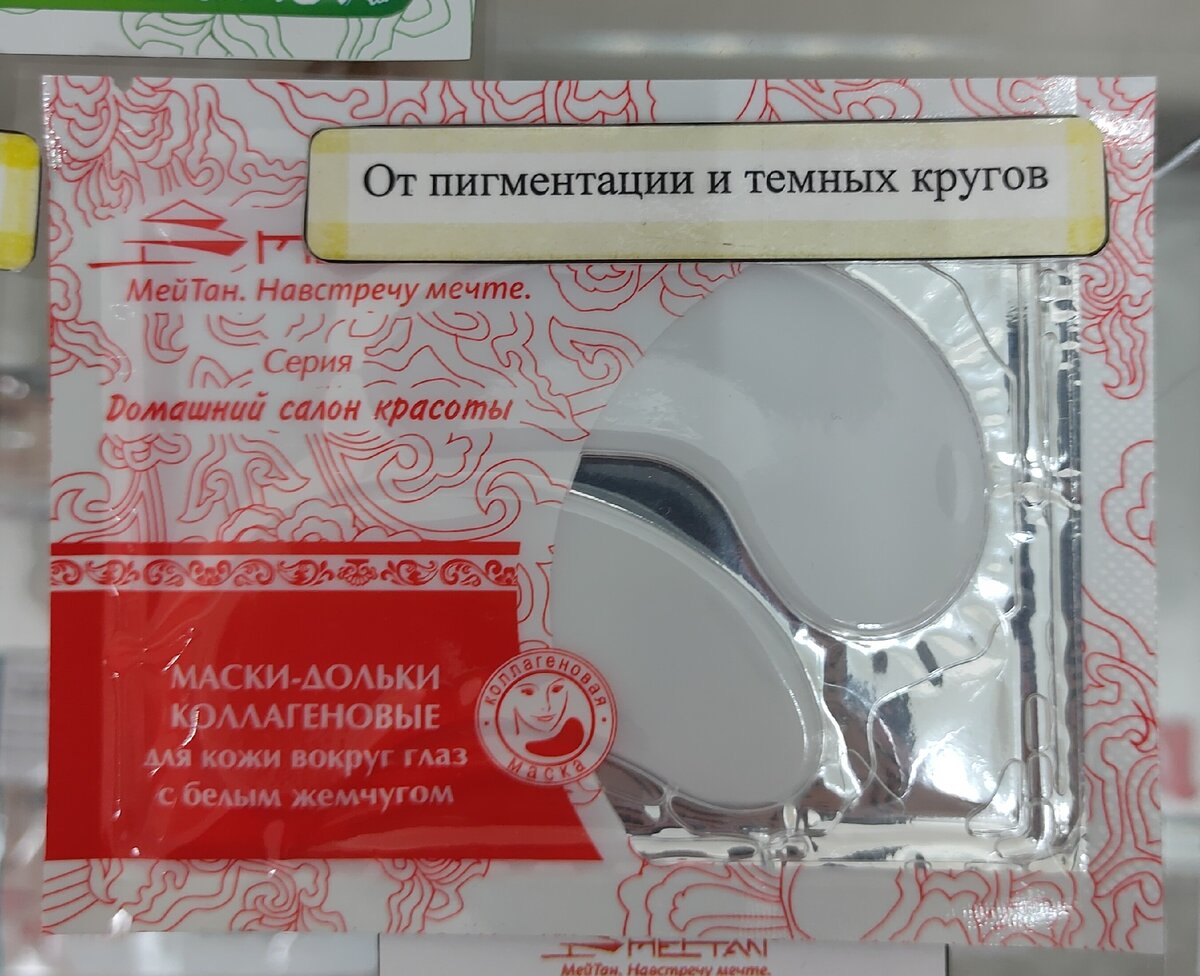 От пигментации и темных кругов
МейТан. Навстречу мечте.
Серия
Домашний салон красоты
МАСКИ-ДОЛЬКИ
КОЛЛАГЕНОВЫЕ
для кожи вокруг глаз
с белым жемчугом
коллагеновая
маска
MEITAN
МейТан. Навстречу мечте.